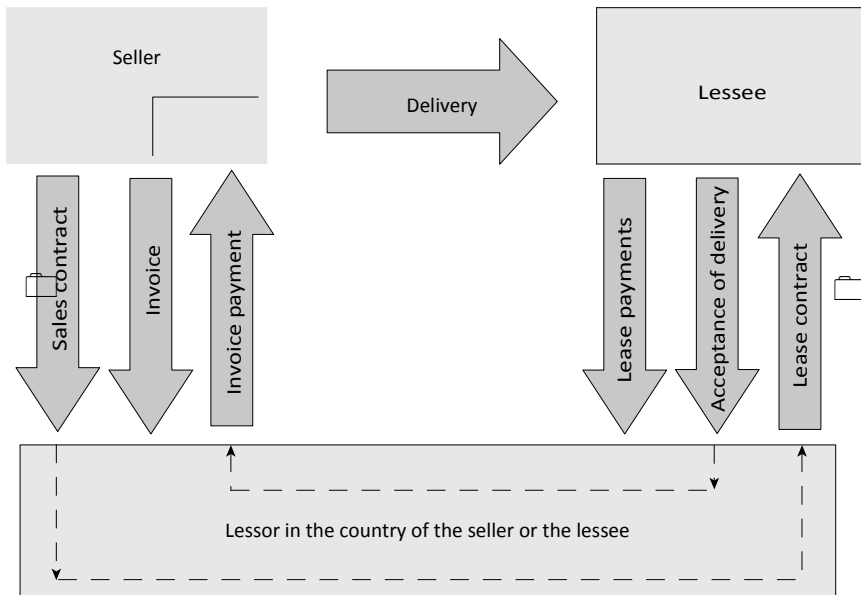 Seller
Delivery
Lessee
Sales contract
Invoice
Invoice payment
Lease payments
Acceptance of delivery
Lease contract
Lessor in the country of the seller or the lessee